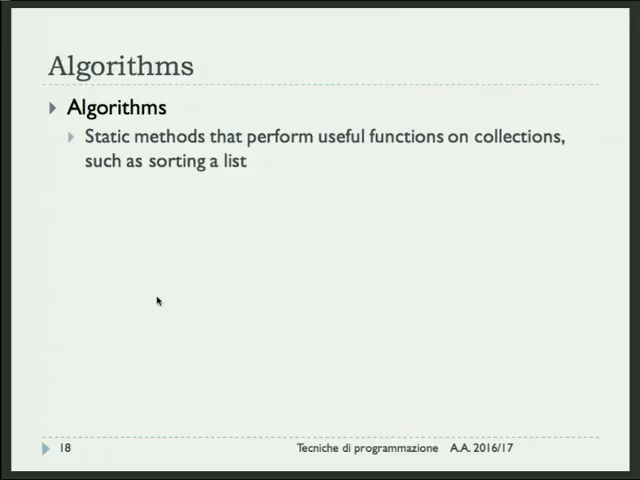 Algorithms
Algorithms
Static methods that perform useful functions on collections,
such as sorting a list
18
Tecniche di programmazione A.A. 2016/17